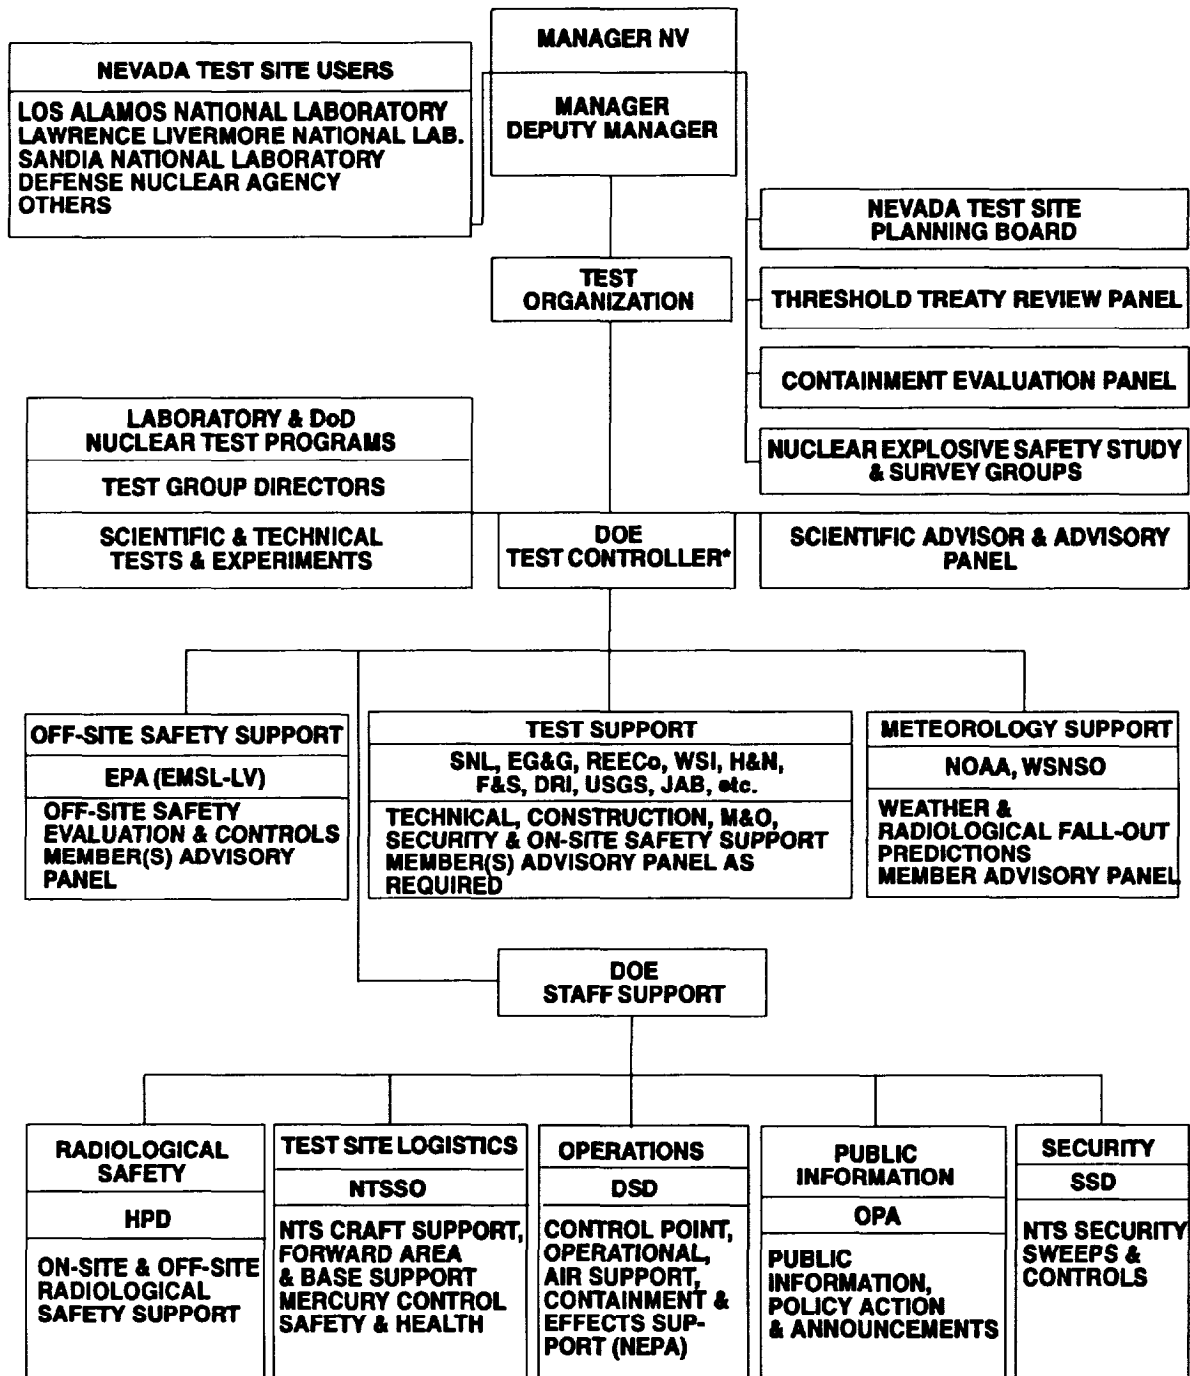 MANAGER NV
MANAGER
DEPUTY MANAGER
NEVADA TEST SITE USERS
LOS ALAMOS NATIONAL LABORATORY
LAWRENCE LIVERMORE NATIONAL LAB.
SANDIA NATIONAL LABORATORY
DEFENSE NUCLEAR AGENCY
OTHERS
NEVADA TEST SITE
PLANNING BOARD
TEST
ORGANIZATION
THRESHOLD TREATY REVIEW PANEL
CONTAINMENT EVALUATION PANEL
NUCLEAR EXPLOSIVE SAFETY STUDY
& SURVEY GROUPS
LABORATORY & DoD
NUCLEAR TEST PROGRAMS
TEST GROUP DIRECTORS
SCIENTIFIC & TECHNICAL
TESTS & EXPERIMENTS
DOE
TEST CONTROLLER*
SCIENTIFIC ADVISOR & ADVISORY
PANEL
OFF-SITE SAFETY SUPPORT
EPA (EMSL-LV)
OFF-SITE SAFETY
EVALUATION & CONTROLS
MEMBER(S) ADVISORY
PANEL
TEST SUPPORT
SNL, EG&G, REECo, WSI, H&N,
F&S, DRI, USGS, JAB, etc.
TECHNICAL, CONSTRUCTION, M&O,
SECURITY & ON-SITE SAFETY SUPPORT
MEMBER(S) ADVISORY PANEL AS
REQUIRED
METEOROLOGY SUPPORT
NOAA, WSNSO
WEATHER &
RADIOLOGICAL FALL-OUT
PREDICTIONS
MEMBER ADVISORY PANEL
DOE
STAFF SUPPORT
RADIOLOGICAL
SAFETY
HPD
ON-SITE & OFF-SITE
RADIOLOGICAL
SAFETY SUPPORT
TEST SITE LOGISTICS
NTSSO
NTS CRAFT SUPPORT,
FORWARD AREA
& BASE SUPPORT
MERCURY CONTROL
SAFETY & HEALTH
OPERATIONS
DSD
CONTROL POINT,
OPERATIONAL,
AIR SUPPORT,
CONTAINMENT &
EFFECTS SUP-
PORT (NEPA)
PUBLIC
INFORMATION
OPA
PUBLIC
INFORMATION,
POLICY ACTION
& ANNOUNCEMENTS
SECURITY
SSD
NTS SECURITY
SWEEPS &
CONTROLS